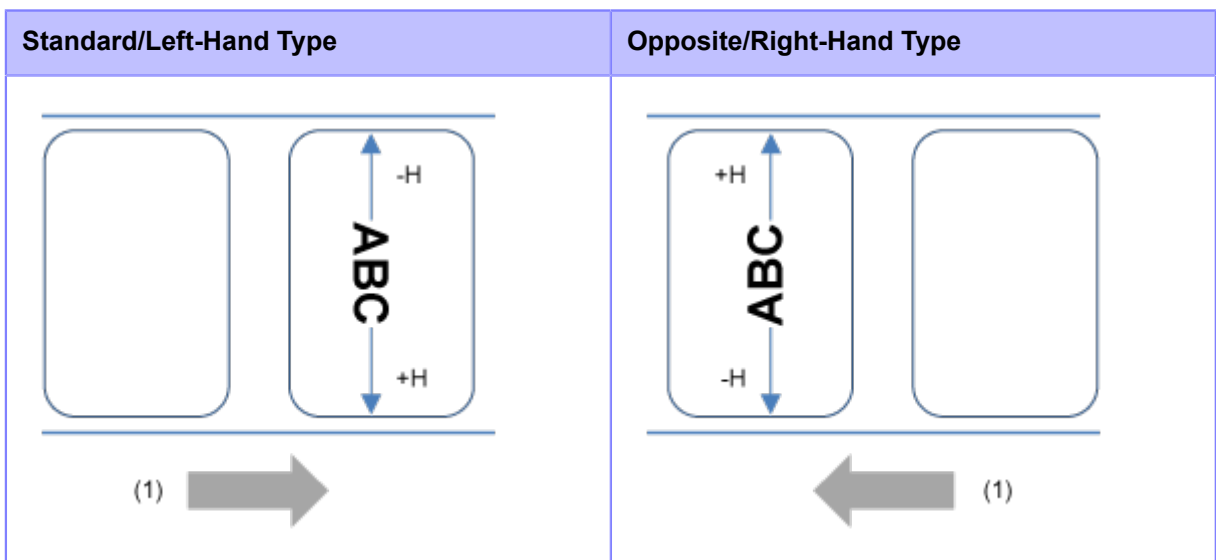 Standard/Left-Hand Type
Opposite/Right-Hand Type
-H
ABC
+H
(1)
+H
ABC
-H
(1)